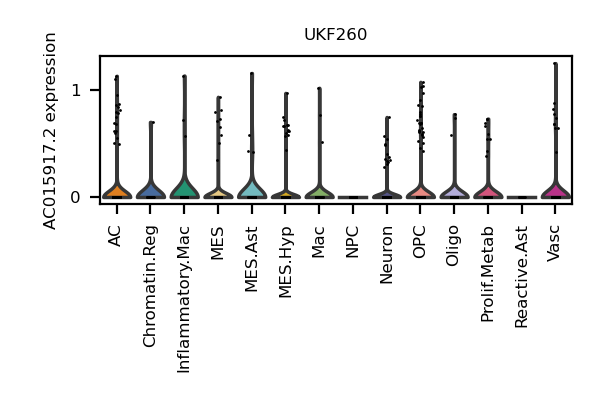 UKF260
AC015917.2 expression
1
0
AC
Chromatin.Reg
Inflammatory.Mac
MES
MES.Ast
MES.Hyp
Mac
NPC
Neuron
OPC
Oligo
Prolif.Metab
Reactive.Ast
Vasc